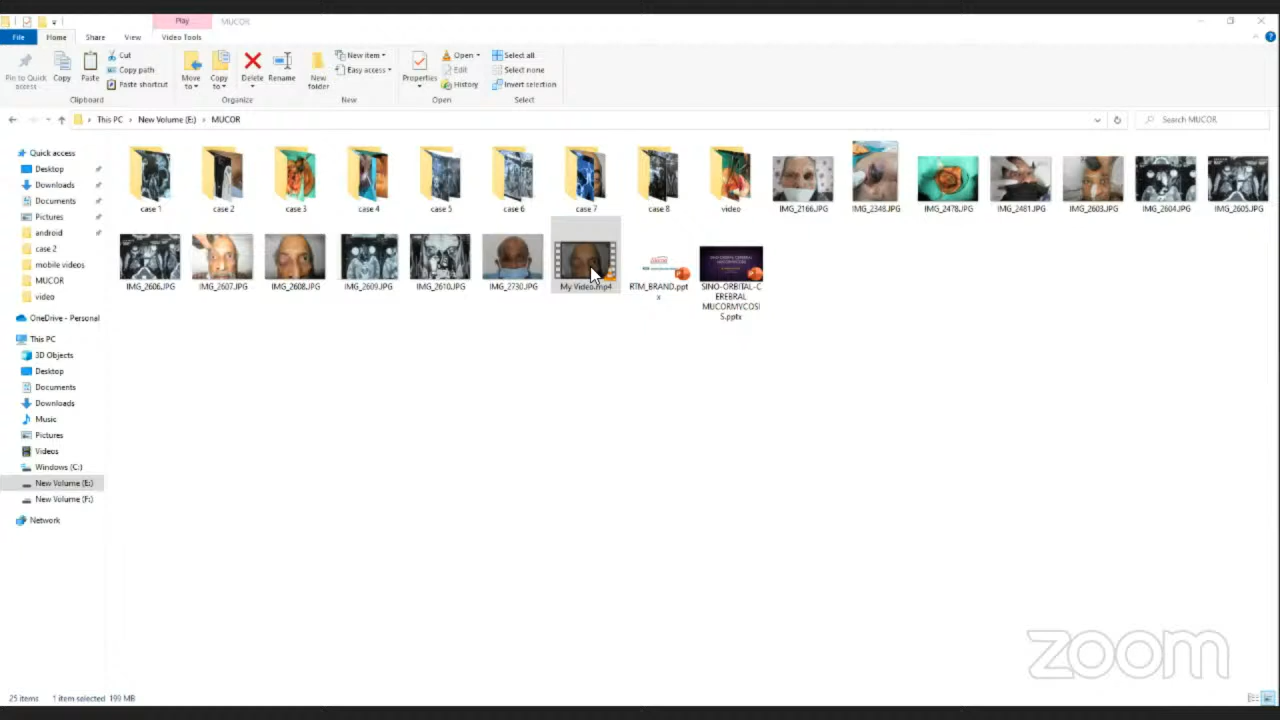 Play
MUCOR
File
Home
Share
View
Video Tools
Pin to Quick access
Copy
Paste
Cut
Copy path
Paste shortcut
Clipboard
Move to
Copy to
Delete
Rename
Organize
New folder
New item
Easy access
New
Properties
Open
Edit
History
Open
Select all
Select none
Invert selection
Select
This PC > New Volume (E:) > MUCOR
Search MUCOR
Quick access
Desktop
Downloads
Documents
Pictures
android
case 2
mobile videos
MUCOR
video
OneDrive - Personal
This PC
3D Objects
Desktop
Documents
Downloads
Music
Pictures
Videos
Windows (C:)
New Volume (E:)
New Volume (F:)
Network
case 1
case 2
case 3
case 4
case 5
case 6
case 7
case 8
video
IMG_2166.JPG
IMG_2348.JPG
IMG_2478.JPG
IMG_2481.JPG
IMG_2603.JPG
IMG_2604.JPG
IMG_2605.JPG
IMG_2606.JPG
IMG_2607.JPG
IMG_2608.JPG
IMG_2609.JPG
IMG_2610.JPG
IMG_2730.JPG
My Video.mp4
RTM_BRAND.ppt
x
SINO-ORBITAL-C
EREBRAL
MUCORMYCOSI
S.pptx
zoom
25 items
1 item selected 199 MB